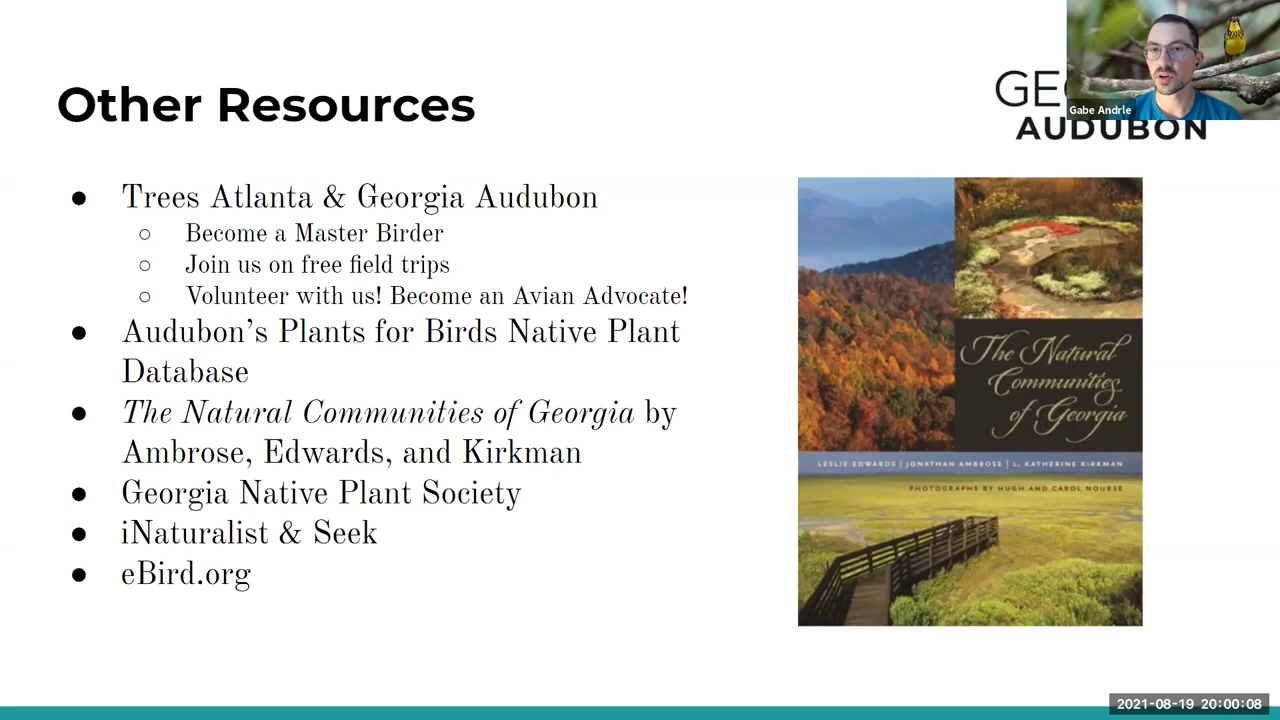 Other Resources
GE
AUDUBON
Gabe Andrle
● Trees Atlanta & Georgia Audubon
○ Become a Master Birder
○ Join us on free field trips
○ Volunteer with us! Become an Avian Advocate!
● Audubon’s Plants for Birds Native Plant
Database
● The Natural Communities of Georgia by
Ambrose, Edwards, and Kirkman
● Georgia Native Plant Society
● iNaturalist & Seek
● eBird.org
The Natural
Communities
of Georgia
LESLIE EDWARDS | JONATHAN AMBROSE | L. KATHERINE KIRKMAN
PHOTOGRAPHS BY HUGH AND CAROL NOURSE
2021-08-19 20:00:08